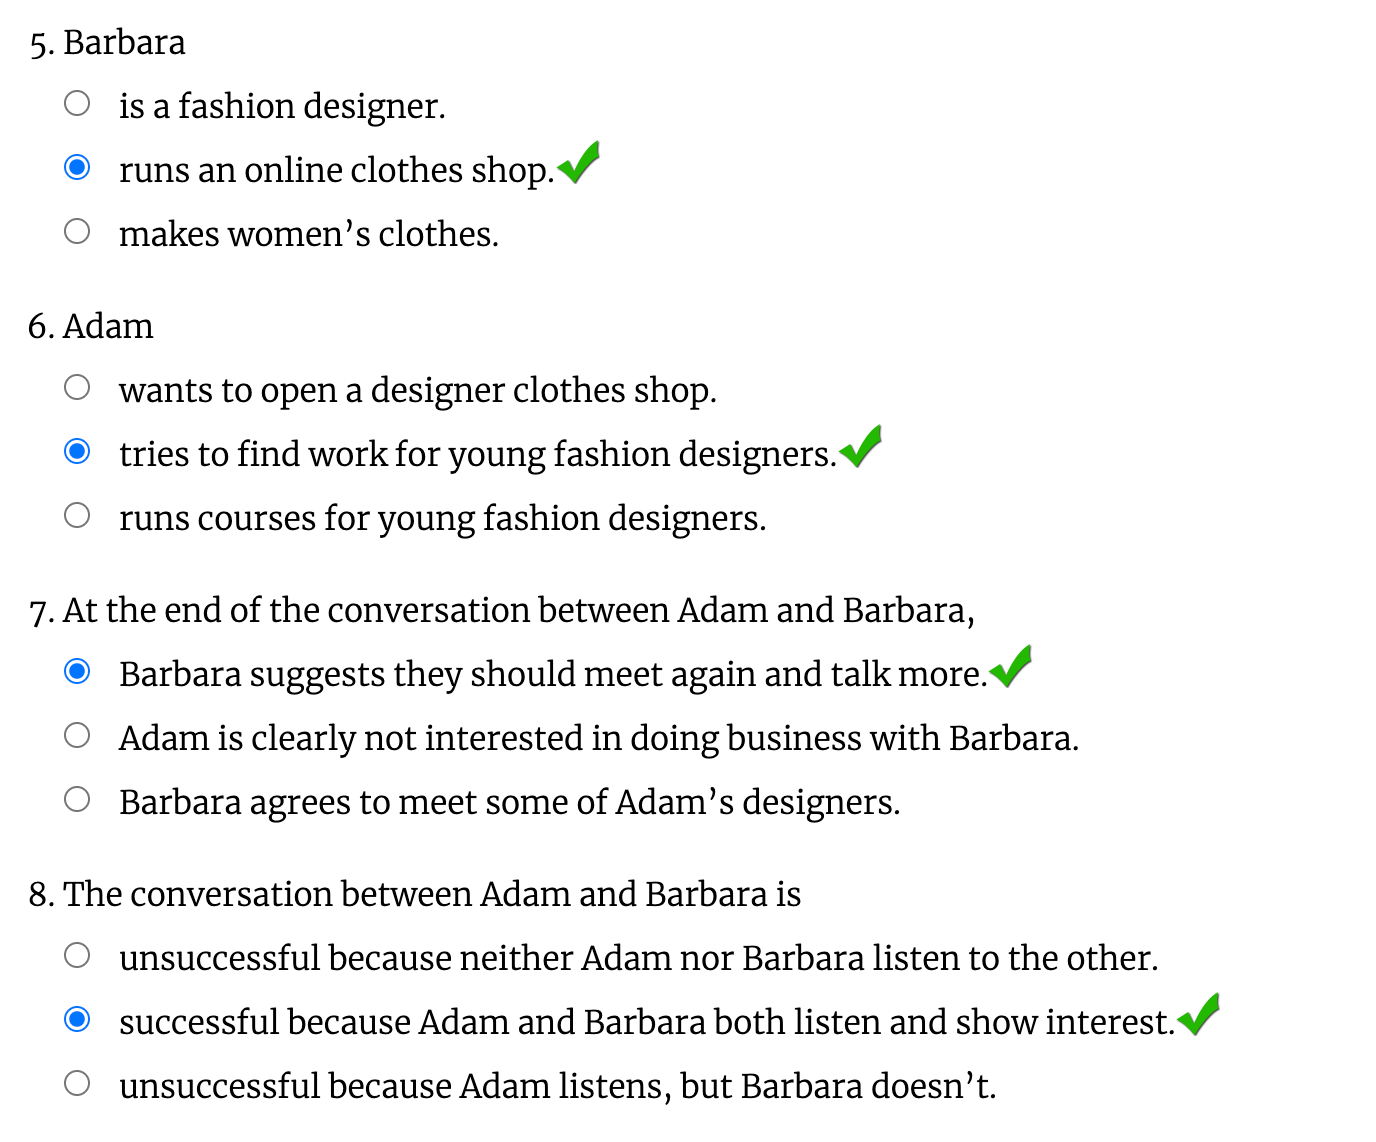 5. Barbara
is a fashion designer.
runs an online clothes shop.
makes women’s clothes.
6. Adam
wants to open a designer clothes shop.
tries to find work for young fashion designers.
runs courses for young fashion designers.
7. At the end of the conversation between Adam and Barbara,
Barbara suggests they should meet again and talk more.
Adam is clearly not interested in doing business with Barbara.
Barbara agrees to meet some of Adam’s designers.
8. The conversation between Adam and Barbara is
unsuccessful because neither Adam nor Barbara listen to the other.
successful because Adam and Barbara both listen and show interest.
unsuccessful because Adam listens, but Barbara doesn’t.